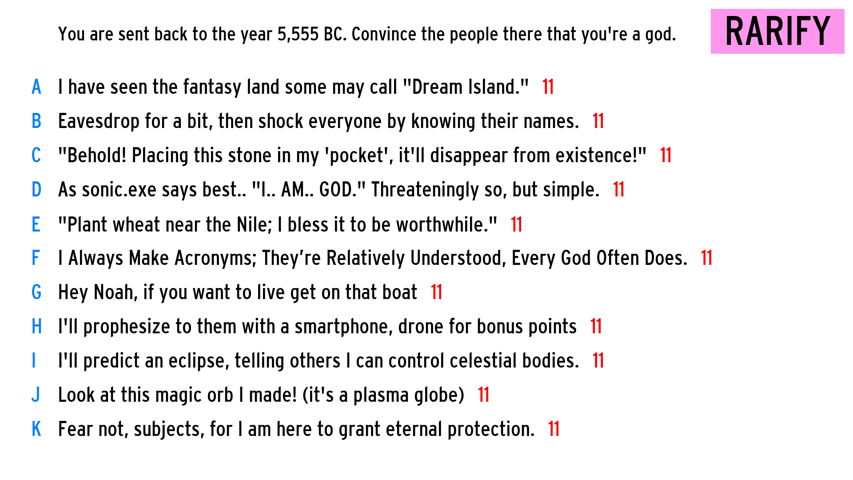 You are sent back to the year 5,555 BC. Convince the people there that you're a god.
RARIFY
A I have seen the fantasy land some may call "Dream Island." 11
B Eavesdrop for a bit, then shock everyone by knowing their names. 11
C "Behold! Placing this stone in my 'pocket', it'll disappear from existence!" 11
D As sonic.exe says best.. "I.. AM.. GOD." Threateningly so, but simple. 11
E "Plant wheat near the Nile; I bless it to be worthwhile." 11
F I Always Make Acronyms; They’re Relatively Understood, Every God Often Does. 11
G Hey Noah, if you want to live get on that boat 11
H I'll prophesize to them with a smartphone, drone for bonus points 11
I I'll predict an eclipse, telling others I can control celestial bodies. 11
J Look at this magic orb I made! (it's a plasma globe) 11
K Fear not, subjects, for I am here to grant eternal protection. 11